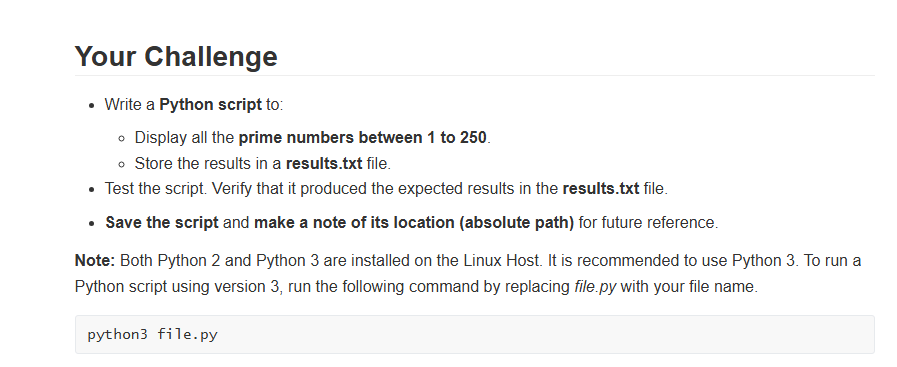 Your Challenge
• Write a Python script to:
◦ Display all the prime numbers between 1 to 250.
◦ Store the results in a results.txt file.
• Test the script. Verify that it produced the expected results in the results.txt file.
• Save the script and make a note of its location (absolute path) for future reference.
Note: Both Python 2 and Python 3 are installed on the Linux Host. It is recommended to use Python 3. To run a
Python script using version 3, run the following command by replacing file.py with your file name.
python3 file.py